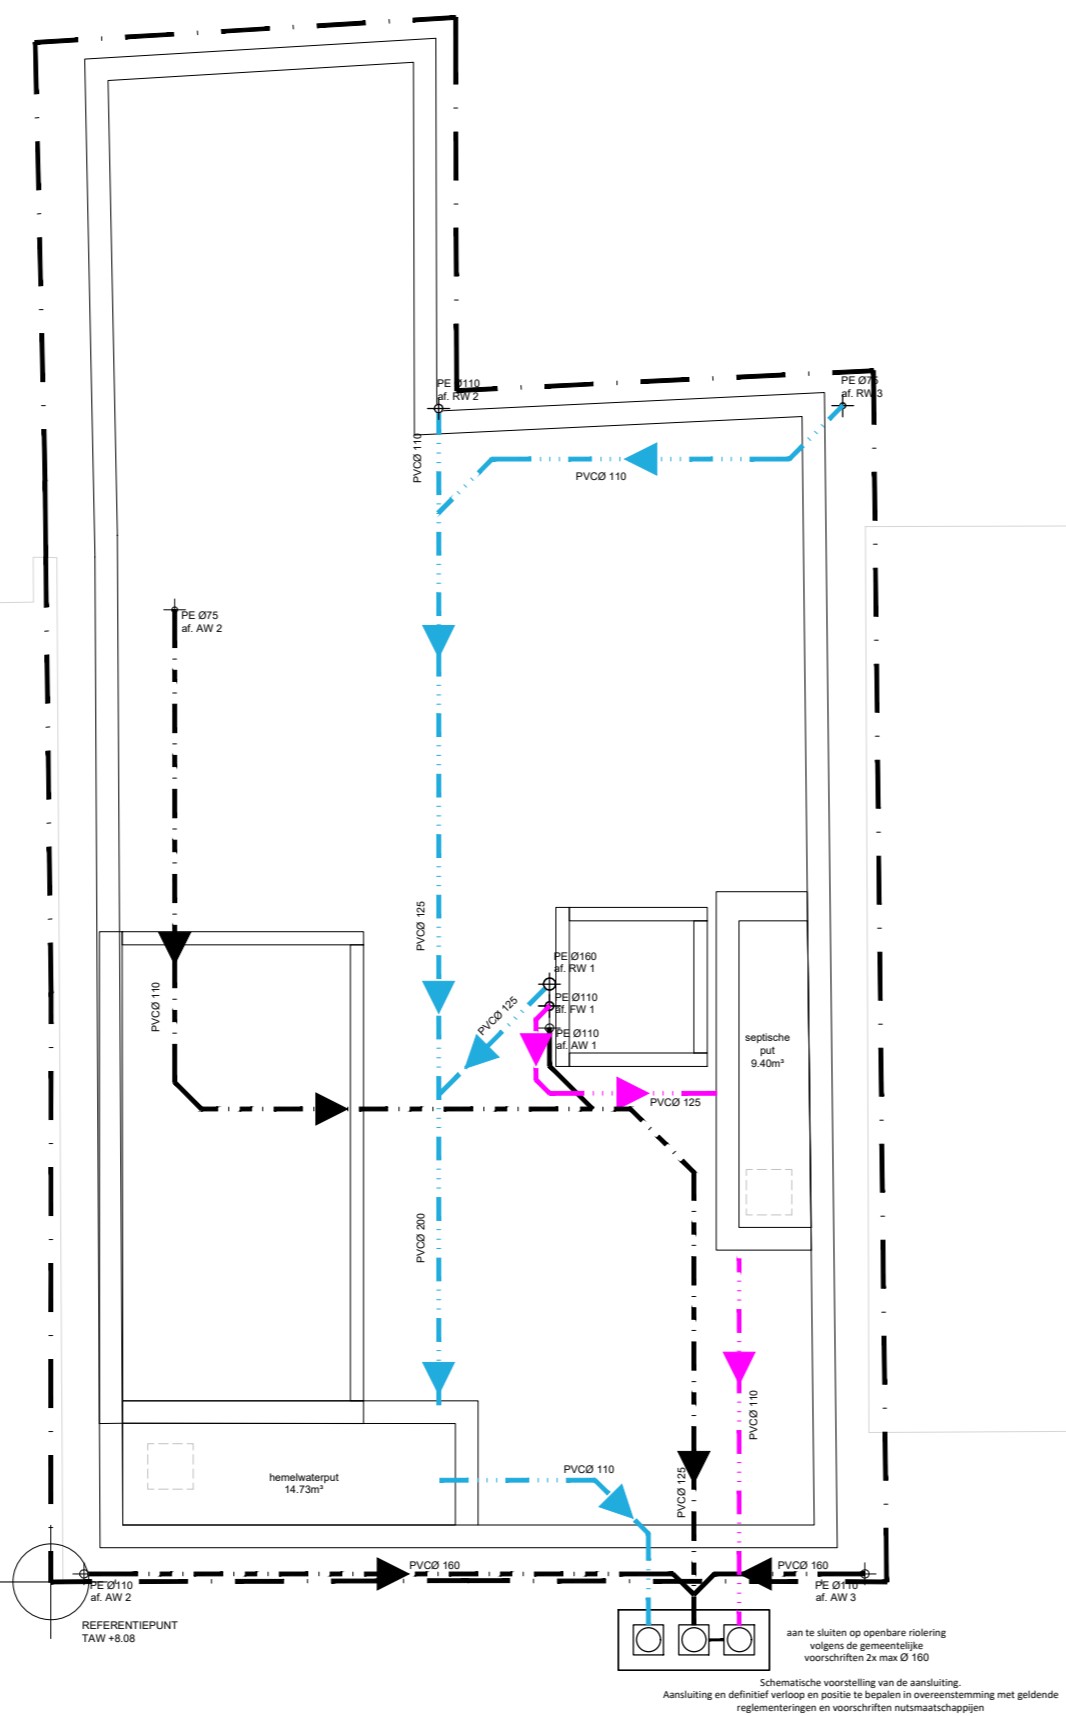 PE Ø110
af. RW 2
PE Ø75
af. RW 3
PVCØ 110
PVCØ 110
PE Ø75
af. AW 2
PVCØ 125
PE Ø160
af. RW 1
PE Ø110
af. FW 1
PVCØ 125
PE Ø110
af. AW 1
PVCØ 110
septische
put
9.40m³
PVCØ 125
PVCØ 200
PVCØ 110
PVCØ 110
hemelwaterput
14.73m³
PVCØ 125
PVCØ 160
PVCØ 160
PE Ø110
af. AW 2
PE Ø110
af. AW 3
REFERENTIEPUNT
TAW +8.08
aan te sluiten op openbare riolering
volgens de gemeentelijke
voorschriften 2x max Ø 160
Schematische voorstelling van de aansluiting.
Aansluiting en definitief verloop en positie te bepalen in overeenstemming met geldende
reglementeringen en voorschriften nutsmaatschappijen